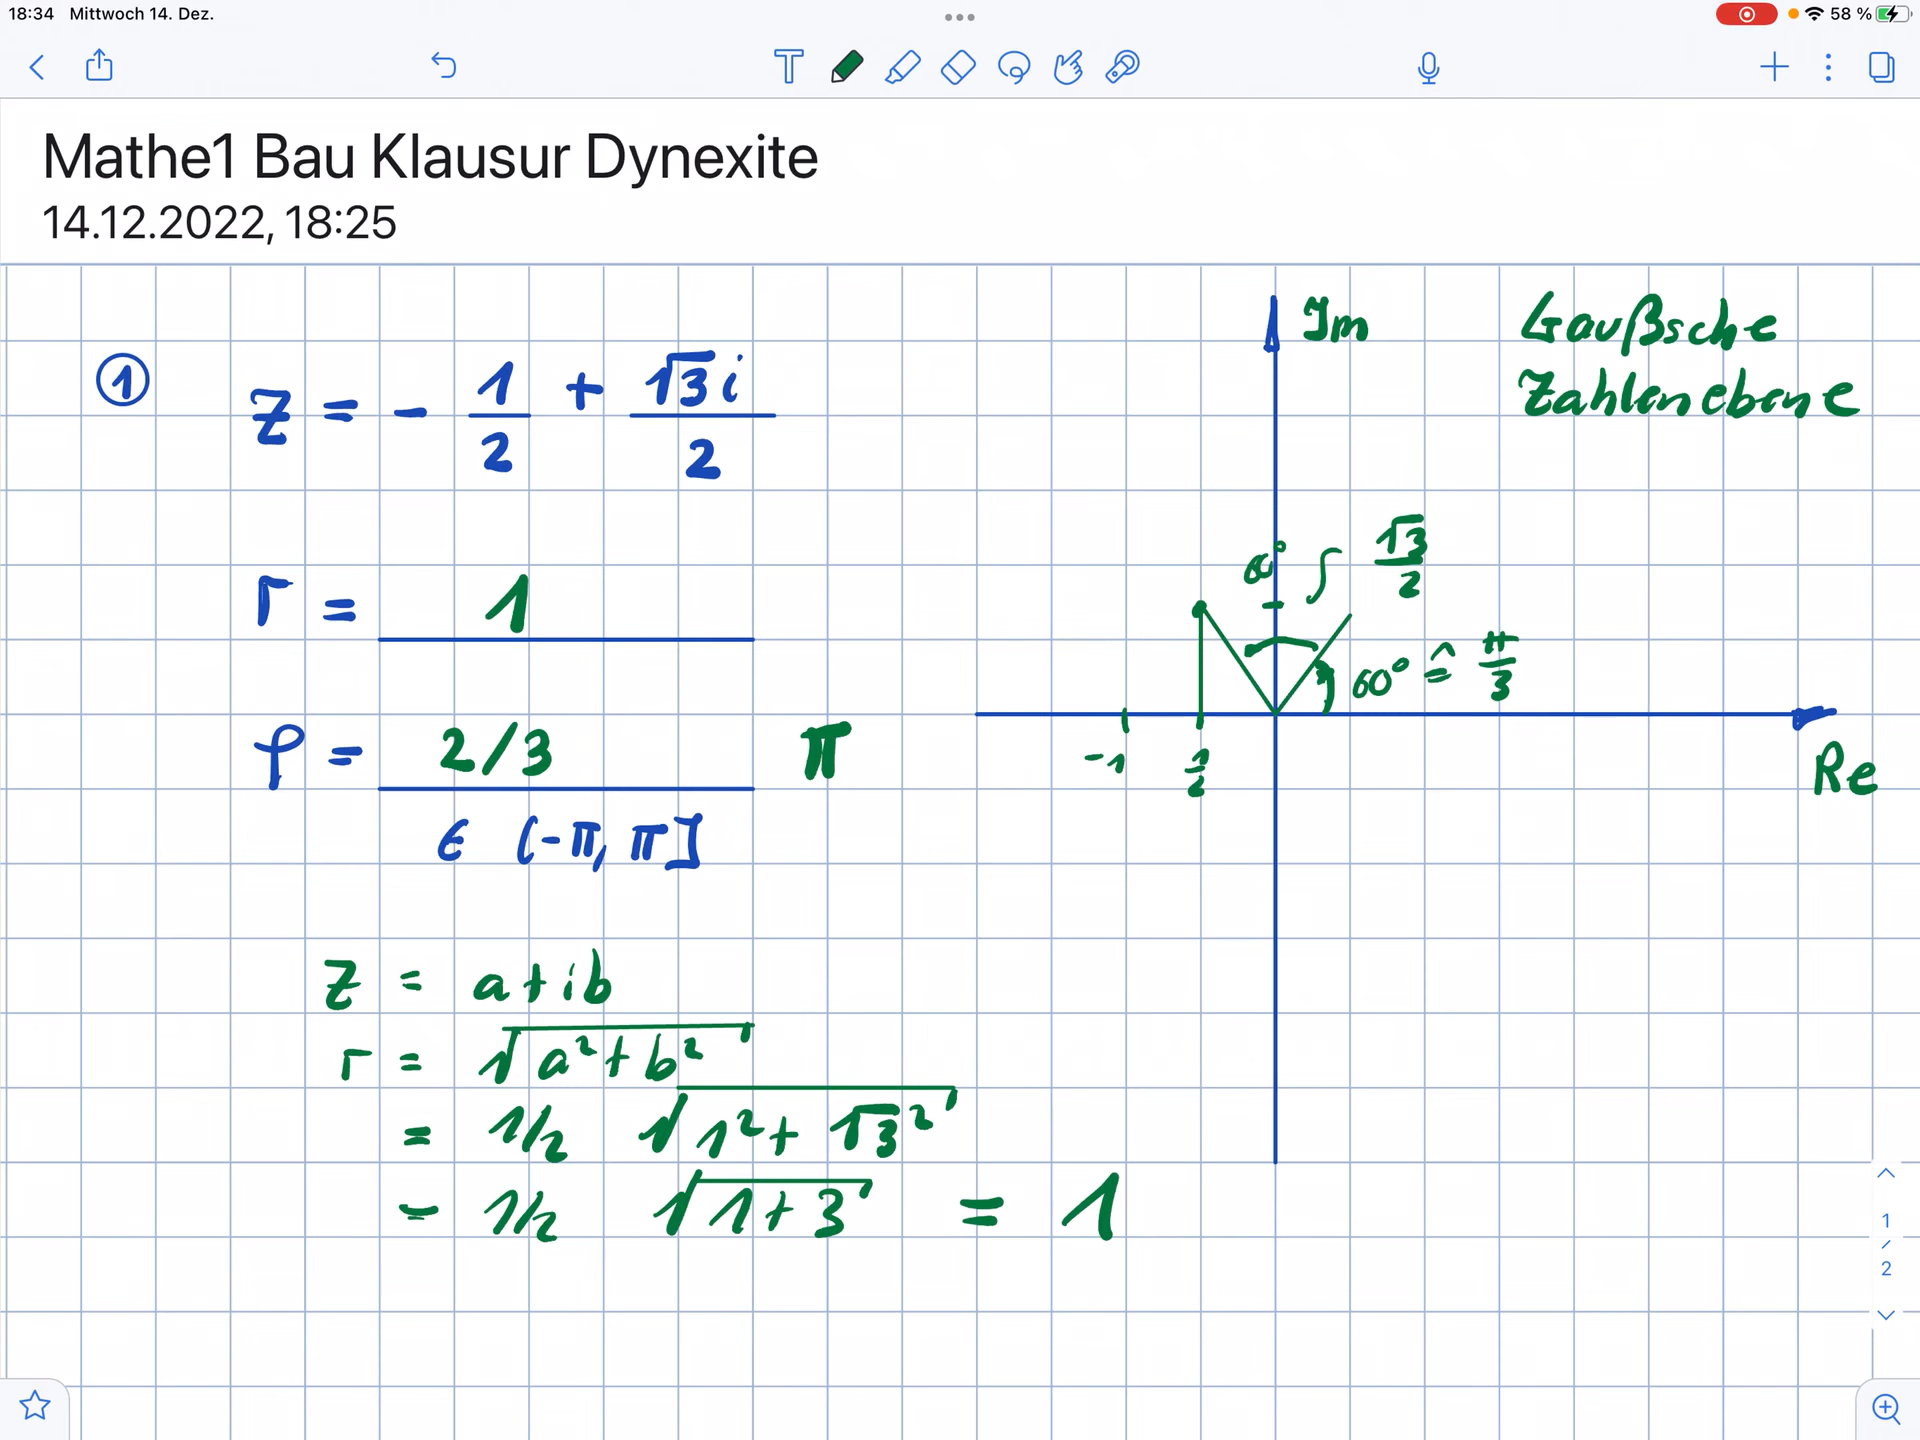 18:34 Mittwoch 14. Dez.
58 %
Mathe1 Bau Klausur Dynexite
14.12.2022, 18:25
① z = - 1/2 + √3 i/2
r = 1
φ = 2/3 π
∈ (-π, π]
z = a+ib
r = √(a²+b²)
= 1/2 √(1²+√3²)
= 1/2 √(1+3) = 1
Im
Gaußsche
Zahlenebene
60° √3/2
60° ≙ π/3
-1 1/2
Re
1
/
2